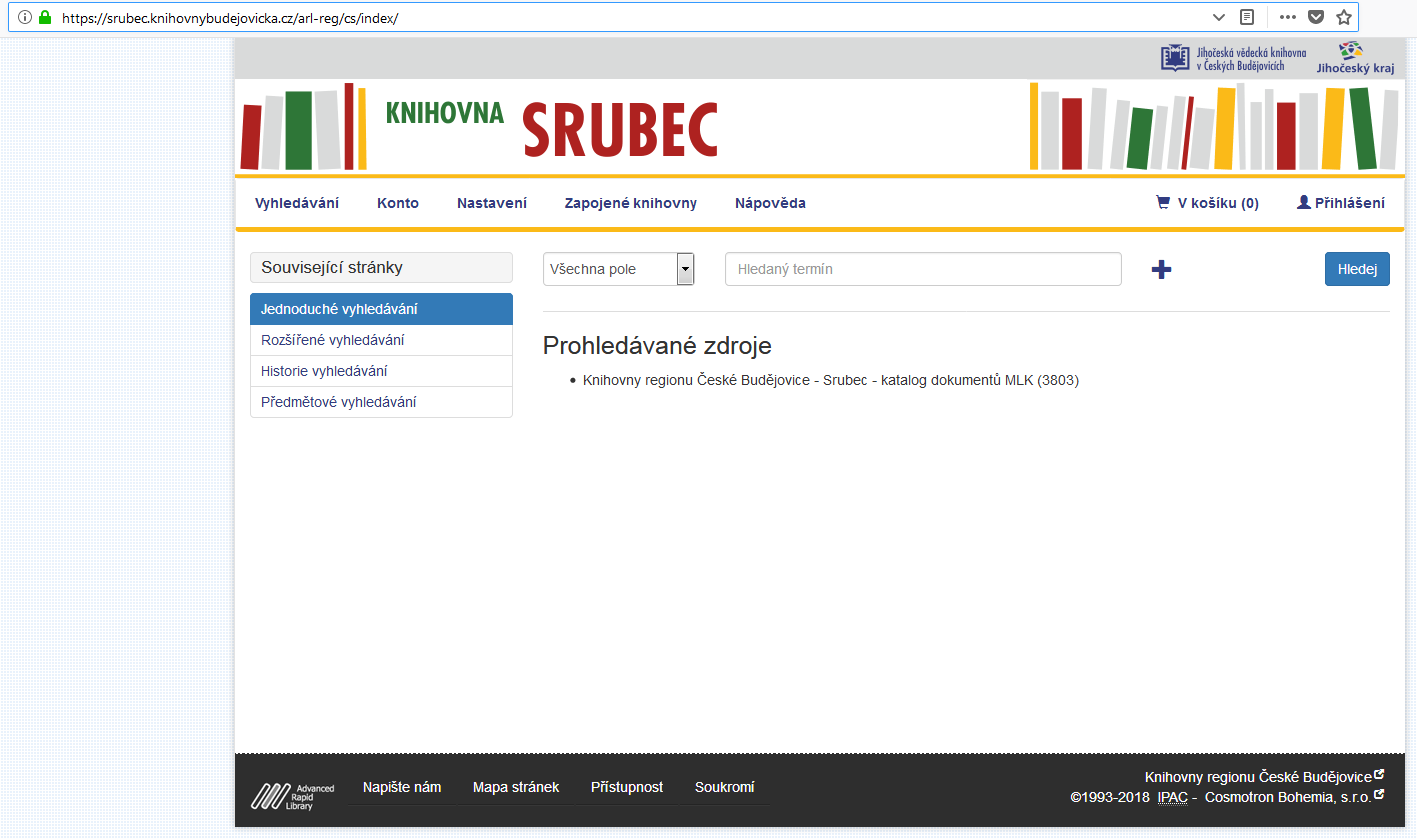 https://srubec.knihovnybudejovicka.cz/arl-reg/cs/index/
Jihočeská vědecká knihovna
v Českých Budějovicích
Jihočeský kraj
KNIHOVNA SRUBEC
Vyhledávání Konto Nastavení Zapojené knihovny Nápověda V košíku (0) Přihlášení
Související stránky
Jednoduché vyhledávání
Rozšířené vyhledávání
Historie vyhledávání
Předmětové vyhledávání
Všechna pole Hledaný termín Hledej
Prohledávané zdroje
• Knihovny regionu České Budějovice - Srubec - katalog dokumentů MLK (3803)
Advanced
Rapid
Library
Napište nám Mapa stránek Přístupnost Soukromí
Knihovny regionu České Budějovice
©1993-2018 IPAC - Cosmotron Bohemia, s.r.o.